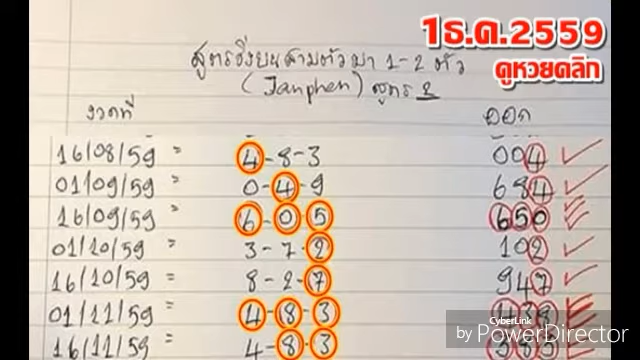 1ธ.ค.2559
ดูหวยคลิก
สูตรวิ่งบนสามตัวมา 1-2 ตัว
(Janphen) สูตร 2
งวดที่ ออก
16/08/59 = 4-8-3 004
01/09/59 = 0-4-9 684
16/09/59 = 6-0-5 650
01/10/59 = 3-7-2 102
16/10/59 = 8-2-7 947
01/11/59 = 4-8-3 438
16/11/59 = 4-8-3 385
CyberLink
by PowerDirector